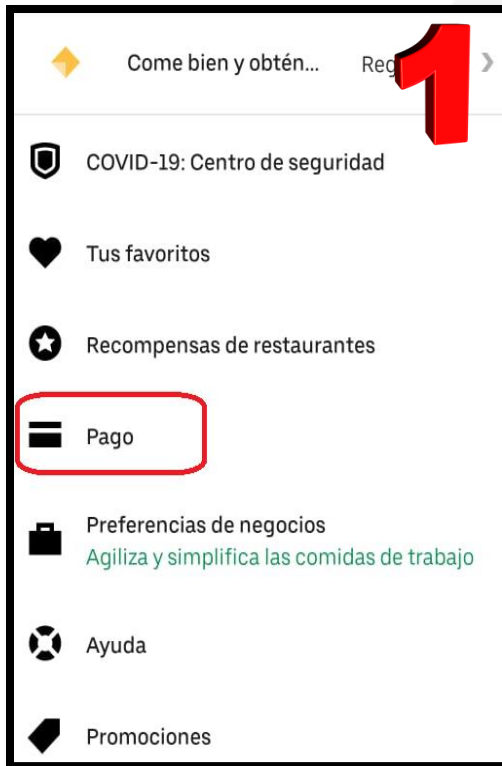 Come bien y obtén... Reg
1
COVID-19: Centro de seguridad
Tus favoritos
Recompensas de restaurantes
Pago
Preferencias de negocios
Agiliza y simplifica las comidas de trabajo
Ayuda
Promociones